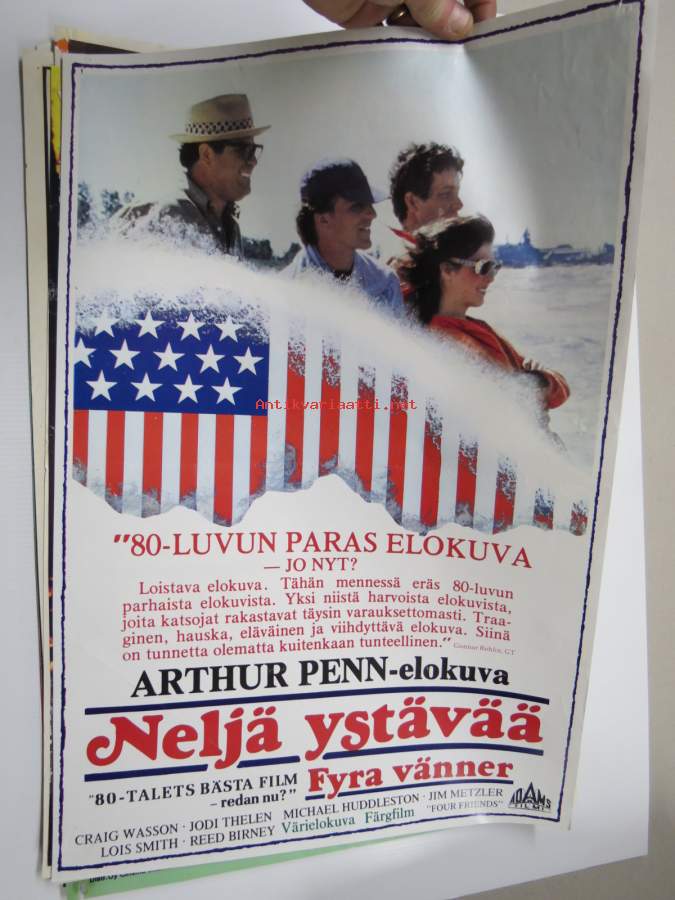 Antikvariaatti.net
"80-LUVUN PARAS ELOKUVA
— JO NYT?
Loistava elokuva. Tähän mennessä eräs 80-luvun
parhaista elokuvista. Yksi niistä harvoista elokuvista,
joita katsojat rakastavat täysin varauksettomasti. Traa-
ginen, hauska, eläväinen ja viihdyttävä elokuva. Siinä
on tunnetta olematta kuitenkaan tunteellinen."
ARTHUR PENN-elokuva
Neljä ystävää
"80-TALETS BÄSTA FILM
– redan nu?"
Fyra vänner
ADAMS
FILMI
CRAIG WASSON · JODI THELEN · MICHAEL HUDDLESTON · JIM METZLER
LOIS SMITH · REED BIRNEY Värielokuva Färgfilm "FOUR FRIENDS"